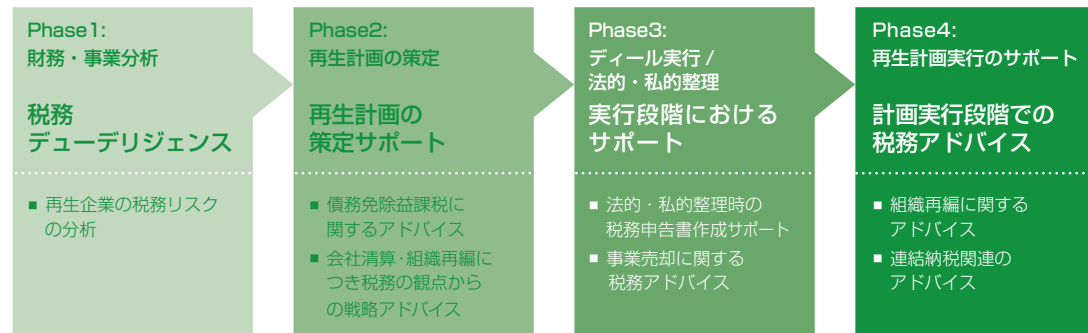 Phase1:
財務・事業分析
税務
デューデリジェンス
■ 再生企業の税務リスク
の分析
Phase2:
再生計画の策定
再生計画の
策定サポート
■ 債務免除益課税に
関するアドバイス
■ 会社清算・組織再編に
つき税務の観点から
の戦略アドバイス
Phase3:
ディール実行 /
法的・私的整理
実行段階における
サポート
■ 法的・私的整理時の
税務申告書作成サポート
■ 事業売却に関する
税務アドバイス
Phase4:
再生計画実行のサポート
計画実行段階での
税務アドバイス
■ 組織再編に関する
アドバイス
■ 連結納税関連の
アドバイス